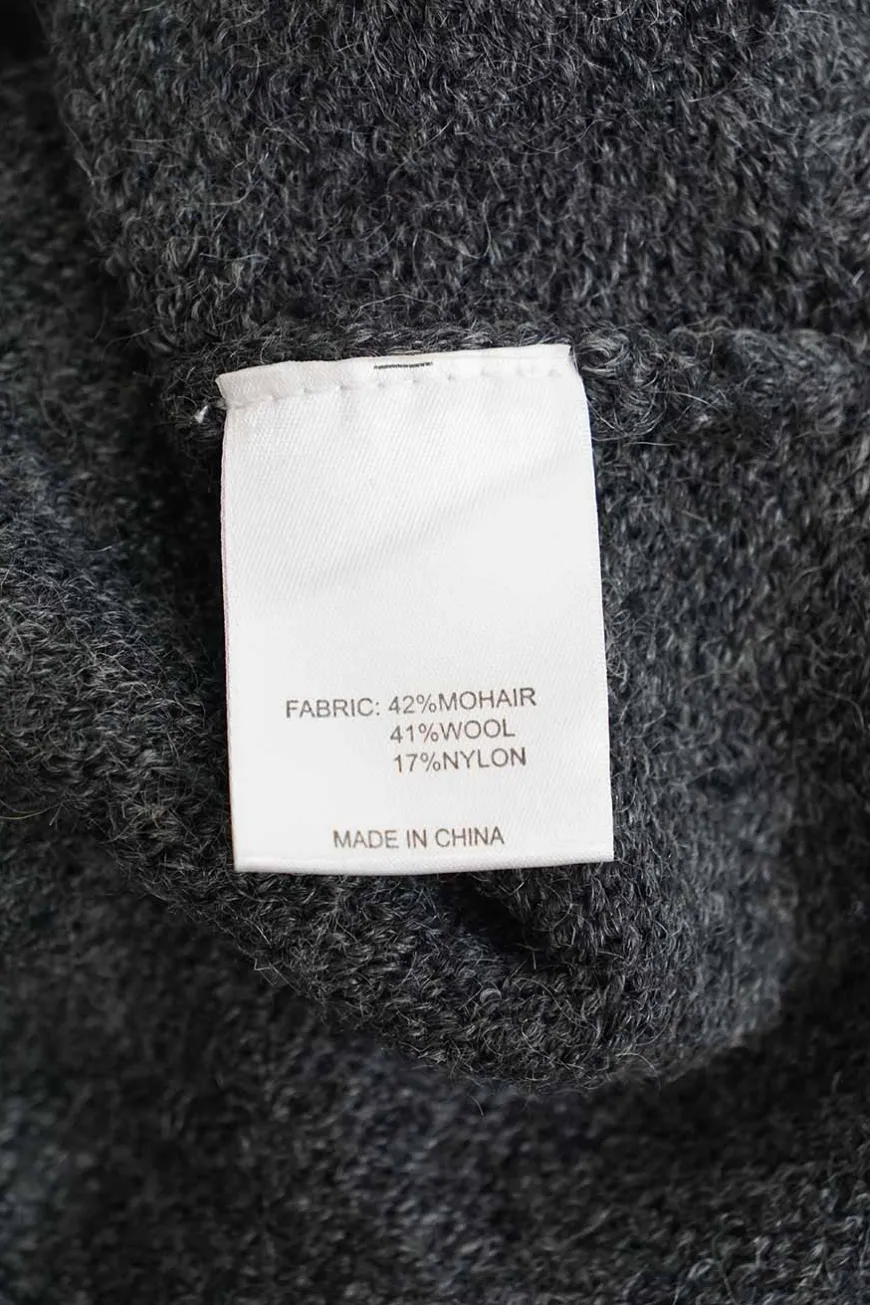 FABRIC: 42%MOHAIR
41%WOOL
17%NYLON
MADE IN CHINA